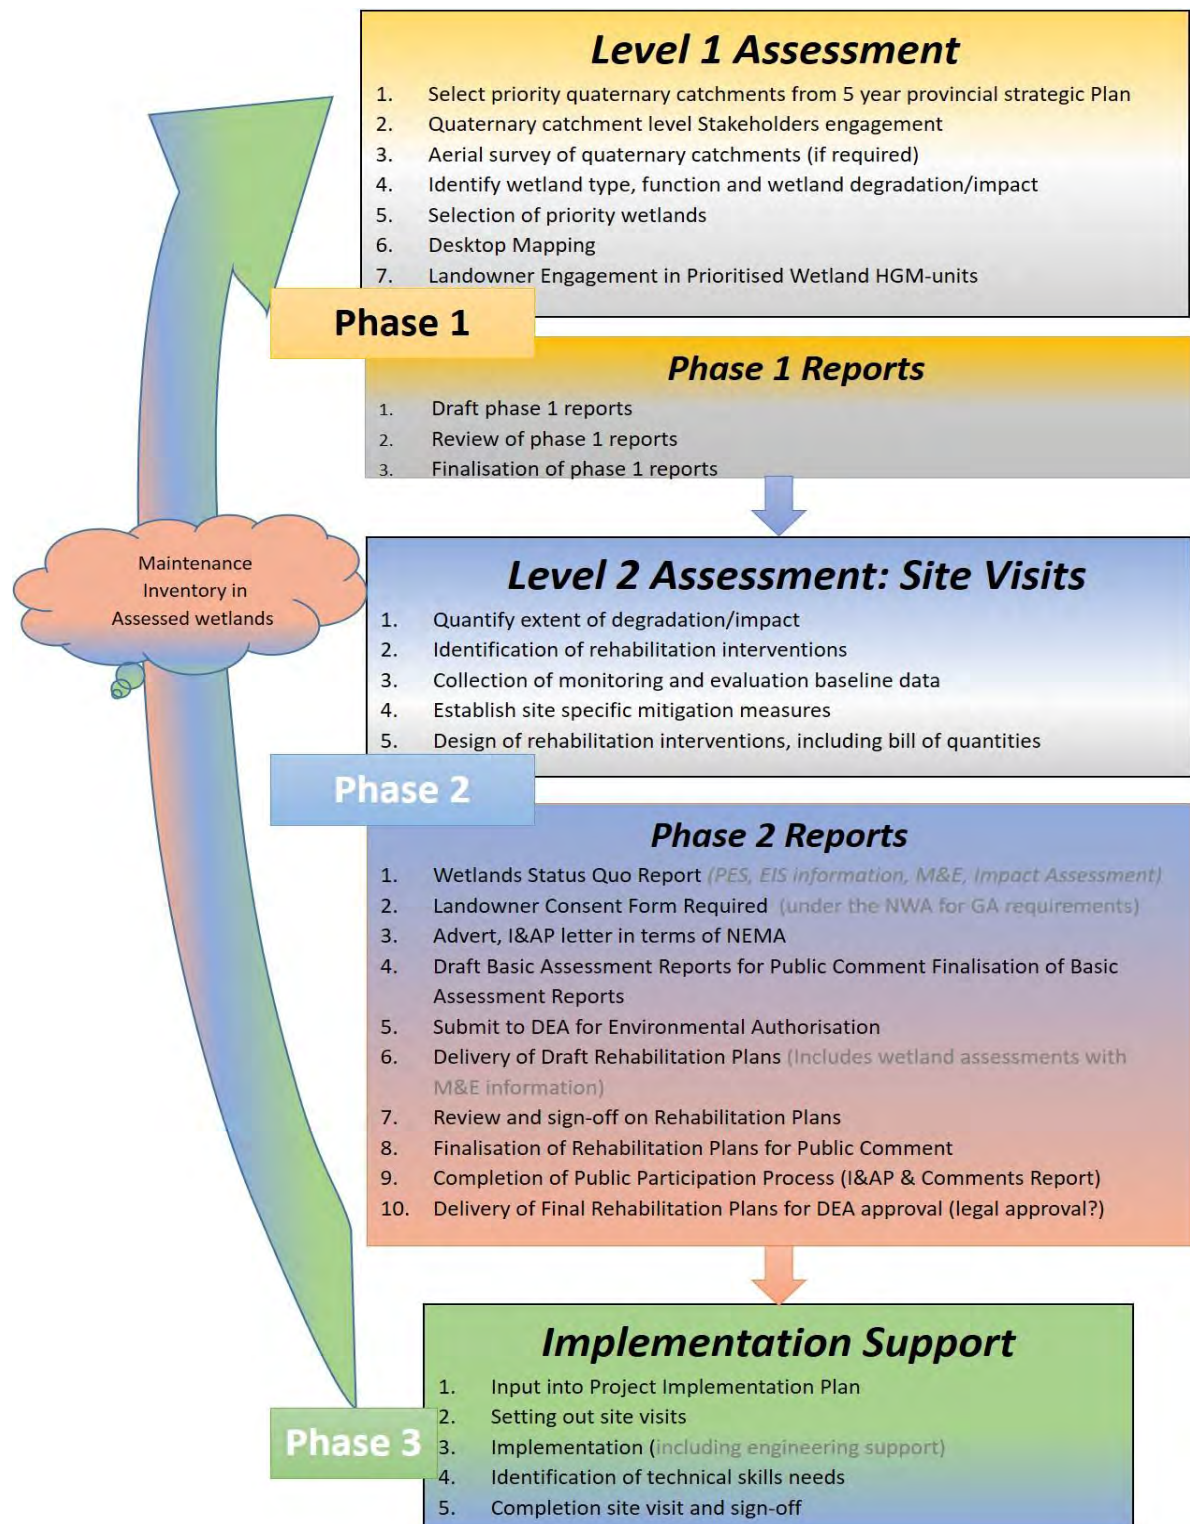 Level 1 Assessment
1. Select priority quaternary catchments from 5 year provincial strategic Plan
2. Quaternary catchment level Stakeholders engagement
3. Aerial survey of quaternary catchments (if required)
4. Identify wetland type, function and wetland degradation/impact
5. Selection of priority wetlands
6. Desktop Mapping
7. Landowner Engagement in Prioritised Wetland HGM-units
Phase 1
Phase 1 Reports
1. Draft phase 1 reports
2. Review of phase 1 reports
3. Finalisation of phase 1 reports
Maintenance
Inventory in
Assessed wetlands
Level 2 Assessment: Site Visits
1. Quantify extent of degradation/impact
2. Identification of rehabilitation interventions
3. Collection of monitoring and evaluation baseline data
4. Establish site specific mitigation measures
5. Design of rehabilitation interventions, including bill of quantities
Phase 2
Phase 2 Reports
1. Wetlands Status Quo Report (PES, EIS information, M&E, Impact Assessment)
2. Landowner Consent Form Required (under the NWA for GA requirements)
3. Advert, I&AP letter in terms of NEMA
4. Draft Basic Assessment Reports for Public Comment Finalisation of Basic
Assessment Reports
5. Submit to DEA for Environmental Authorisation
6. Delivery of Draft Rehabilitation Plans (Includes wetland assessments with
M&E information)
7. Review and sign-off on Rehabilitation Plans
8. Finalisation of Rehabilitation Plans for Public Comment
9. Completion of Public Participation Process (I&AP & Comments Report)
10. Delivery of Final Rehabilitation Plans for DEA approval (legal approval?)
Implementation Support
1. Input into Project Implementation Plan
2. Setting out site visits
Phase 3
3. Implementation (including engineering support)
4. Identification of technical skills needs
5. Completion site visit and sign-off